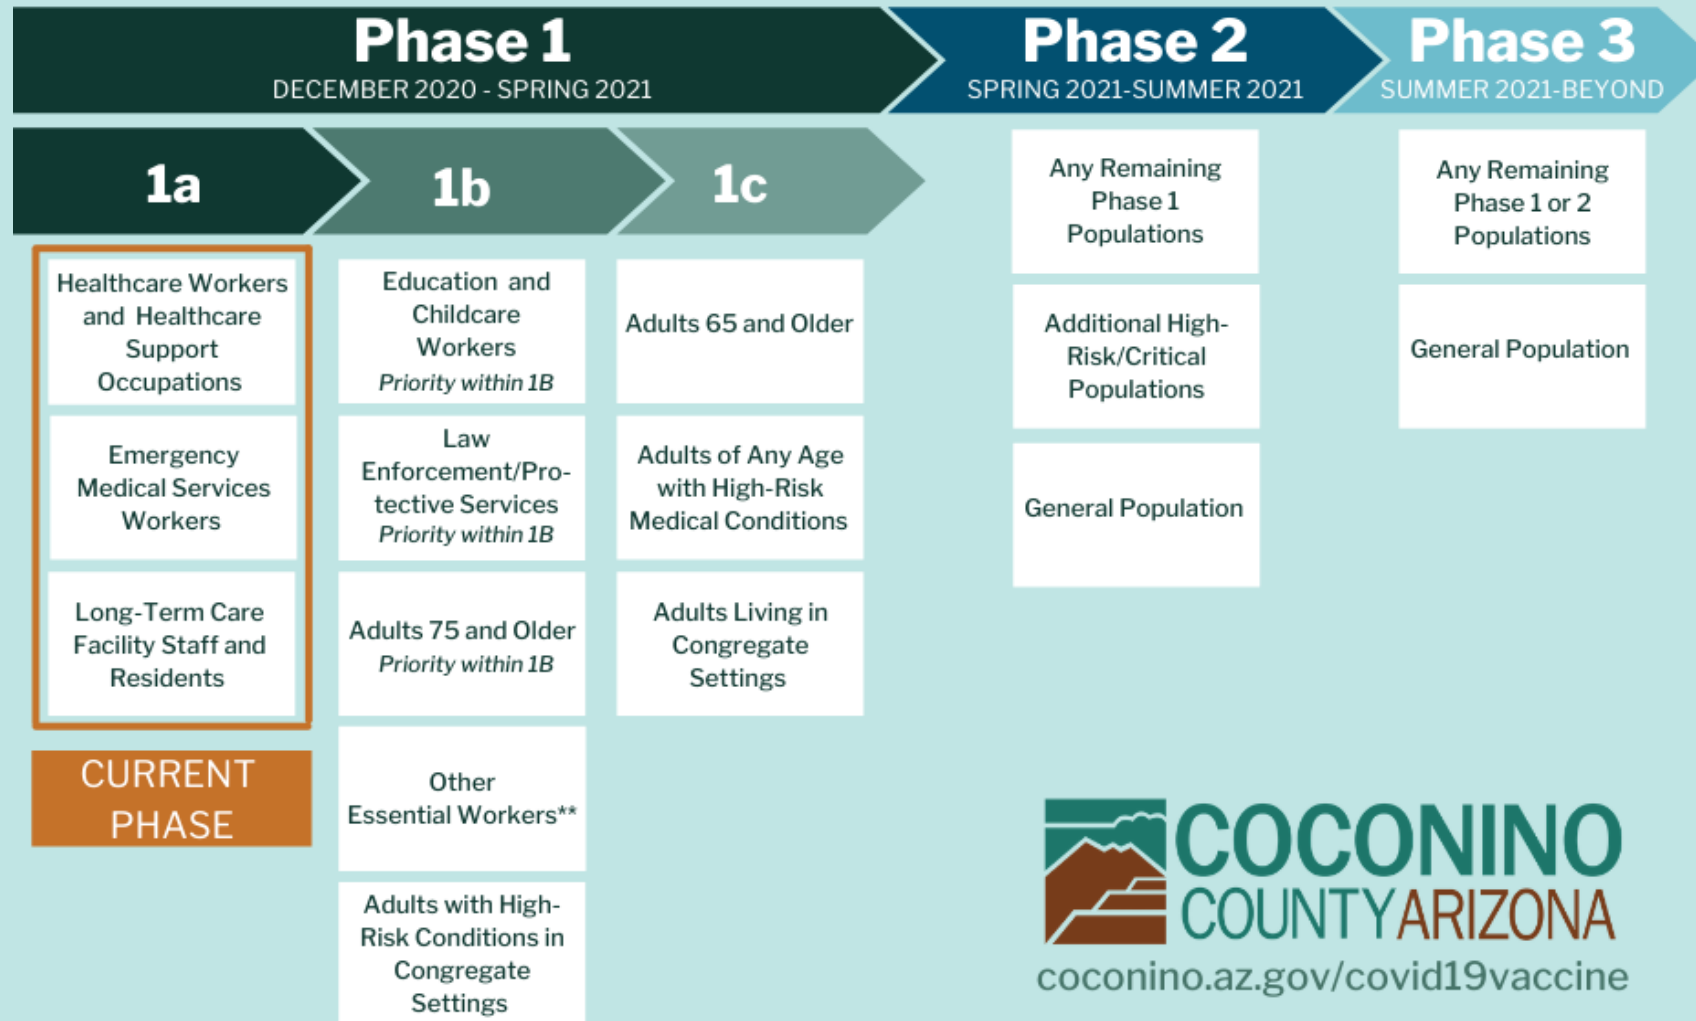 Phase 1
DECEMBER 2020 - SPRING 2021
Phase 2
SPRING 2021-SUMMER 2021
Phase 3
SUMMER 2021-BEYOND
1a
1b
1c
Healthcare Workers
and Healthcare
Support
Occupations
Emergency
Medical Services
Workers
Long-Term Care
Facility Staff and
Residents
CURRENT
PHASE
Education and
Childcare
Workers
Priority within 1B
Law
Enforcement/Pro-
tective Services
Priority within 1B
Adults 75 and Older
Priority within 1B
Other
Essential Workers**
Adults with High-
Risk Conditions in
Congregate
Settings
Adults 65 and Older
Adults of Any Age
with High-Risk
Medical Conditions
Adults Living in
Congregate
Settings
Any Remaining
Phase 1
Populations
Additional High-
Risk/Critical
Populations
General Population
Any Remaining
Phase 1 or 2
Populations
General Population
COCONINO
COUNTY ARIZONA
coconino.az.gov/covid19vaccine